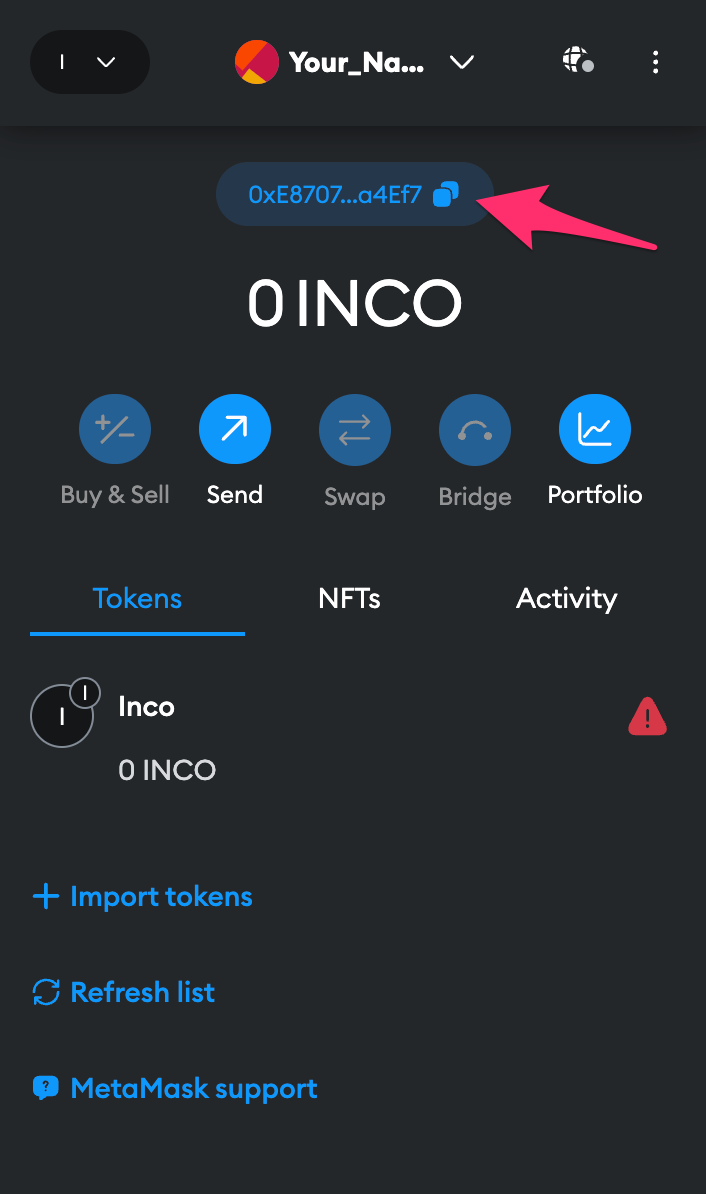 I
Your_Na...
0xE8707...a4Ef7
0 INCO
Buy & Sell
Send
Swap
Bridge
Portfolio
Tokens
NFTs
Activity
I
I
Inco
0 INCO
Import tokens
Refresh list
MetaMask support